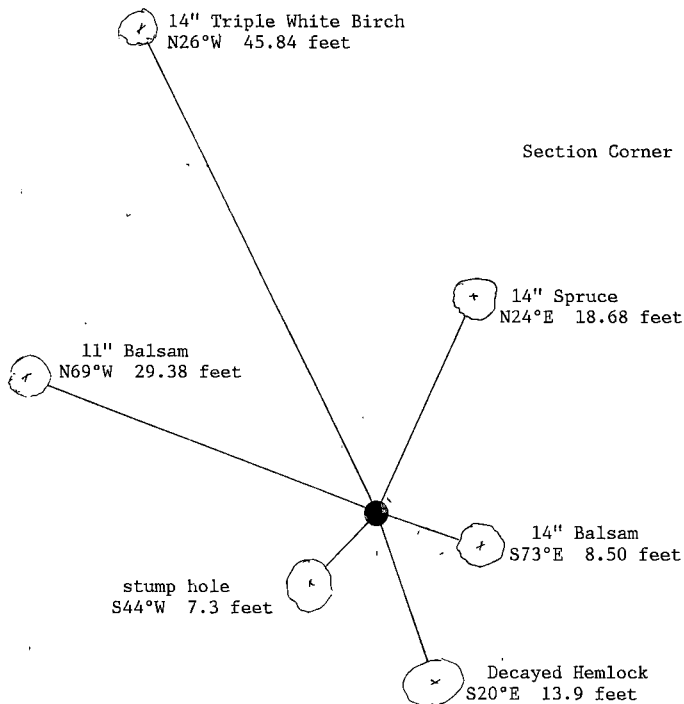 14" Triple White Birch
N26°W 45.84 feet
Section Corner
14" Spruce
N24°E 18.68 feet
11" Balsam
N69°W 29.38 feet
14" Balsam
S73°E 8.50 feet
stump hole
S44°W 7.3 feet
Decayed Hemlock
S20°E 13.9 feet